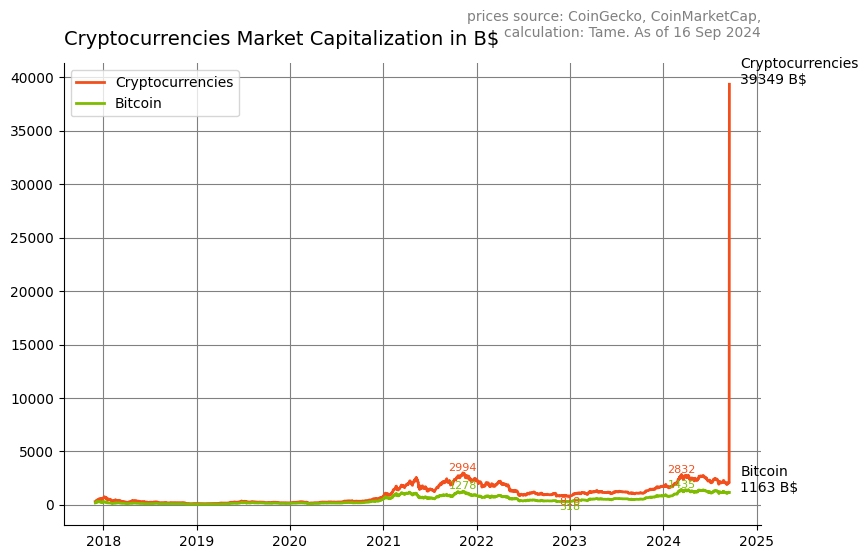 prices source: CoinGecko, CoinMarketCap,
calculation: Tame. As of 16 Sep 2024
Cryptocurrencies Market Capitalization in B$
Cryptocurrencies
39349 B$
Cryptocurrencies
Bitcoin
40000
35000
30000
25000
20000
15000
10000
5000
0
2994
1278
2832
1435
318
Bitcoin
1163 B$
2018
2019
2020
2021
2022
2023
2024
2025